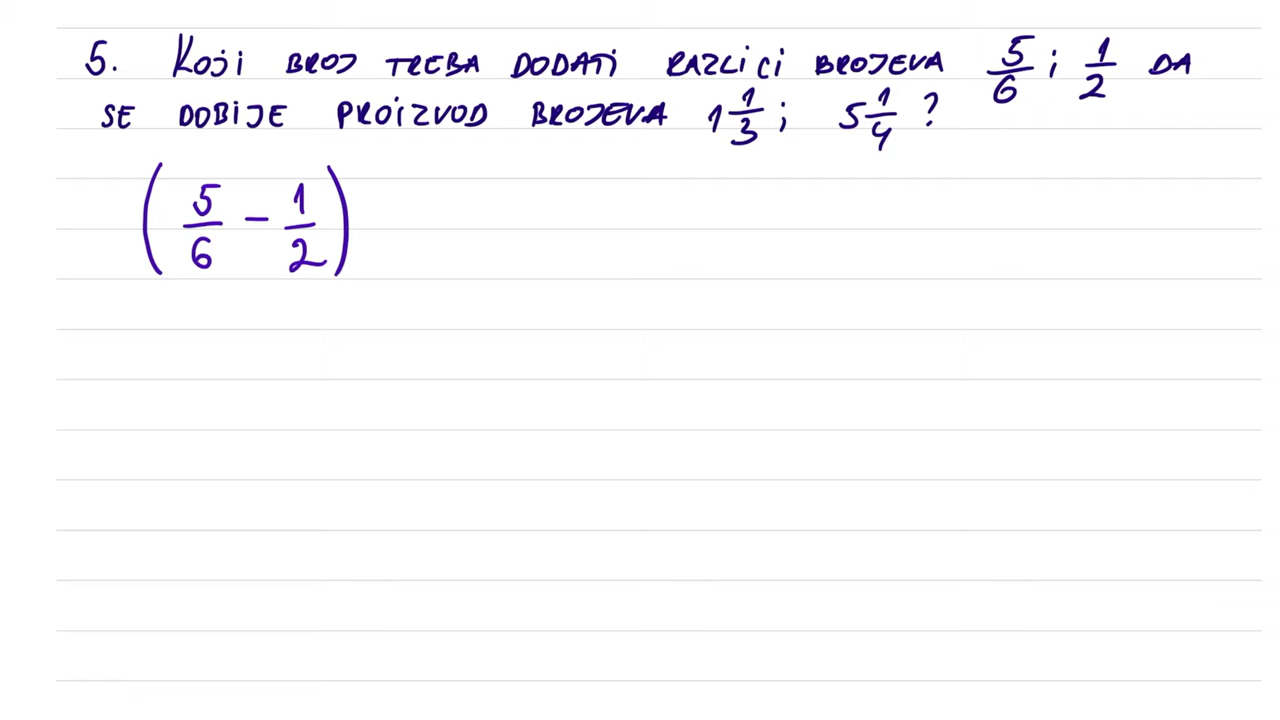 5. KOJI BROJ TREBA DODATI RAZLICI BROJEVA 5/6 i 1/2 DA
SE DOBIJE PROIZVOD BROJEVA 1 1/3 i 5 1/4 ?
(5/6 - 1/2)